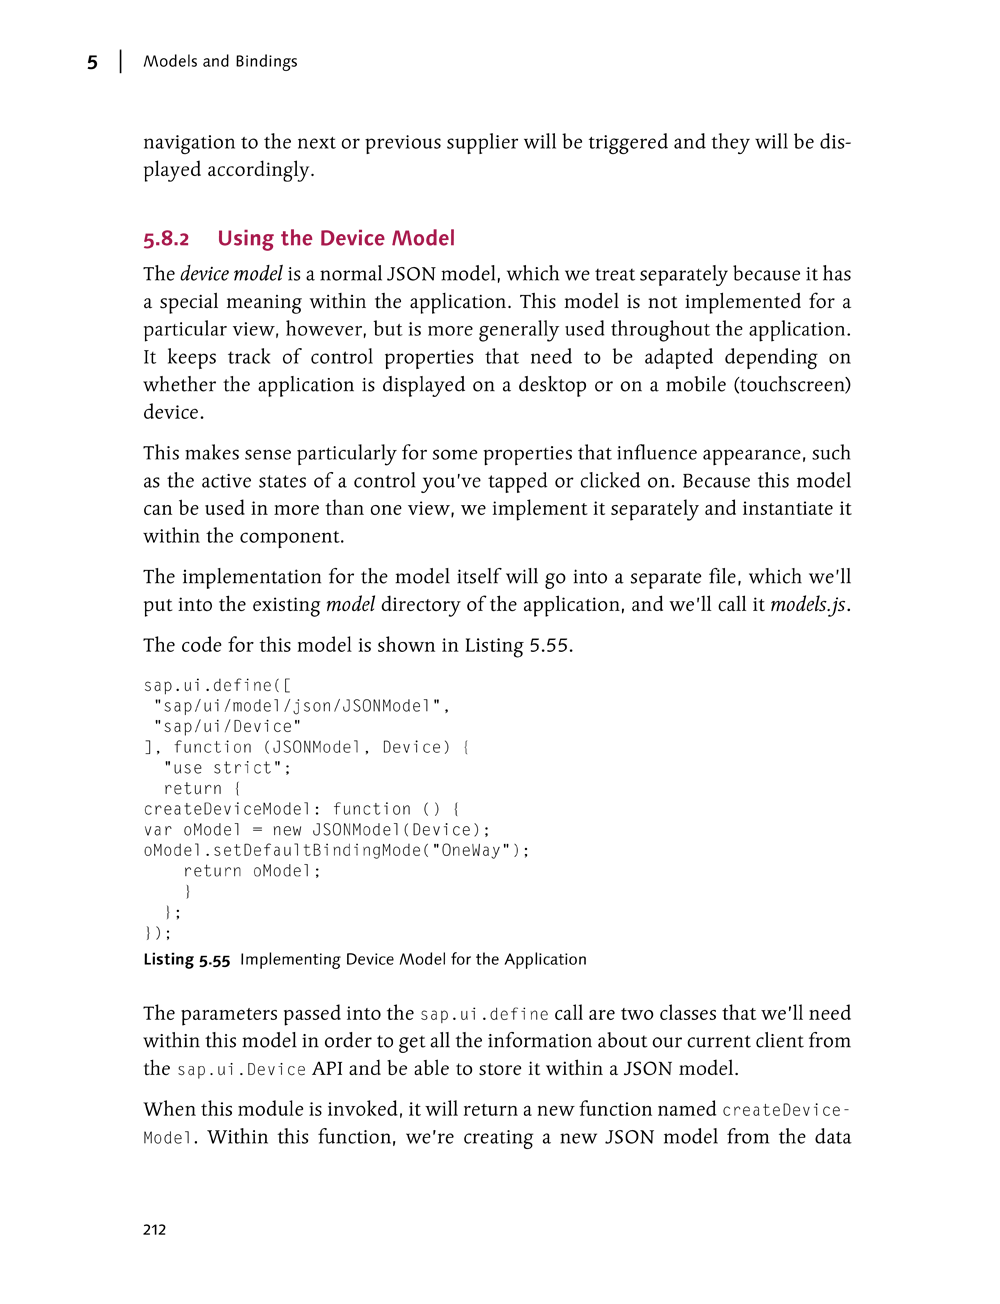 5 | Models and Bindings
navigation to the next or previous supplier will be triggered and they will be dis-
played accordingly.
5.8.2 Using the Device Model
The device model is a normal JSON model, which we treat separately because it has
a special meaning within the application. This model is not implemented for a
particular view, however, but is more generally used throughout the application.
It keeps track of control properties that need to be adapted depending on
whether the application is displayed on a desktop or on a mobile (touchscreen)
device.
This makes sense particularly for some properties that influence appearance, such
as the active states of a control you've tapped or clicked on. Because this model
can be used in more than one view, we implement it separately and instantiate it
within the component.
The implementation for the model itself will go into a separate file, which we'll
put into the existing model directory of the application, and we'll call it models.js.
The code for this model is shown in Listing 5.55.
sap.ui.define([
 "sap/ui/model/json/JSONModel",
 "sap/ui/Device"
], function (JSONModel, Device) {
  "use strict";
  return {
createDeviceModel: function () {
var oModel = new JSONModel(Device);
oModel.setDefaultBindingMode("OneWay");
    return oModel;
    }
  };
});
Listing 5.55 Implementing Device Model for the Application
The parameters passed into the sap.ui.define call are two classes that we'll need
within this model in order to get all the information about our current client from
the sap.ui.Device API and be able to store it within a JSON model.
When this module is invoked, it will return a new function named createDevice-
Model. Within this function, we're creating a new JSON model from the data
212